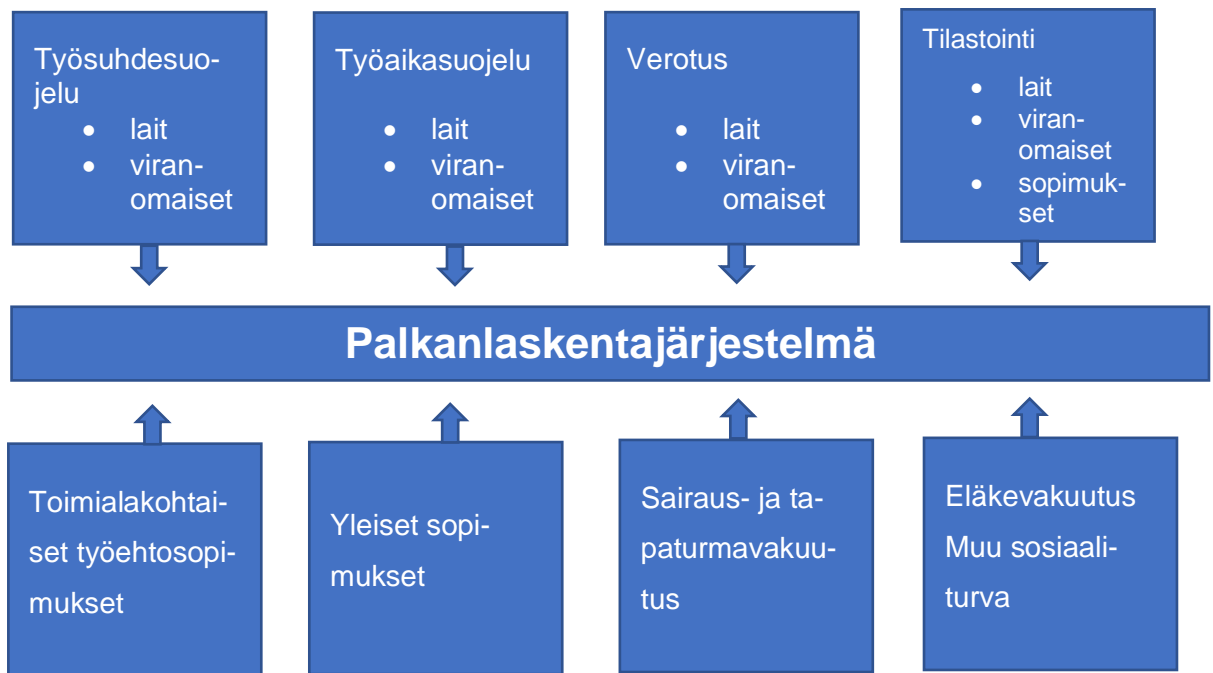 Työsuhdesuo-
jelu
• lait
• viran-
omaiset
Työaikasuojelu
• lait
• viran-
omaiset
Verotus
• lait
• viran-
omaiset
Tilastointi
• lait
• viran-
omaiset
• sopimuk-
set
Palkanlaskentajärjestelmä
Toimialakohtai-
set työehtosopi-
mukset
Yleiset sopi-
mukset
Sairaus- ja ta-
paturmavakuu-
tus
Eläkevakuutus
Muu sosiaali-
turva